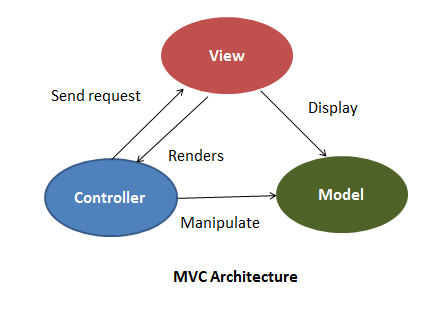 View
Send request
Display
Renders
Controller
Model
Manipulate
MVC Architecture